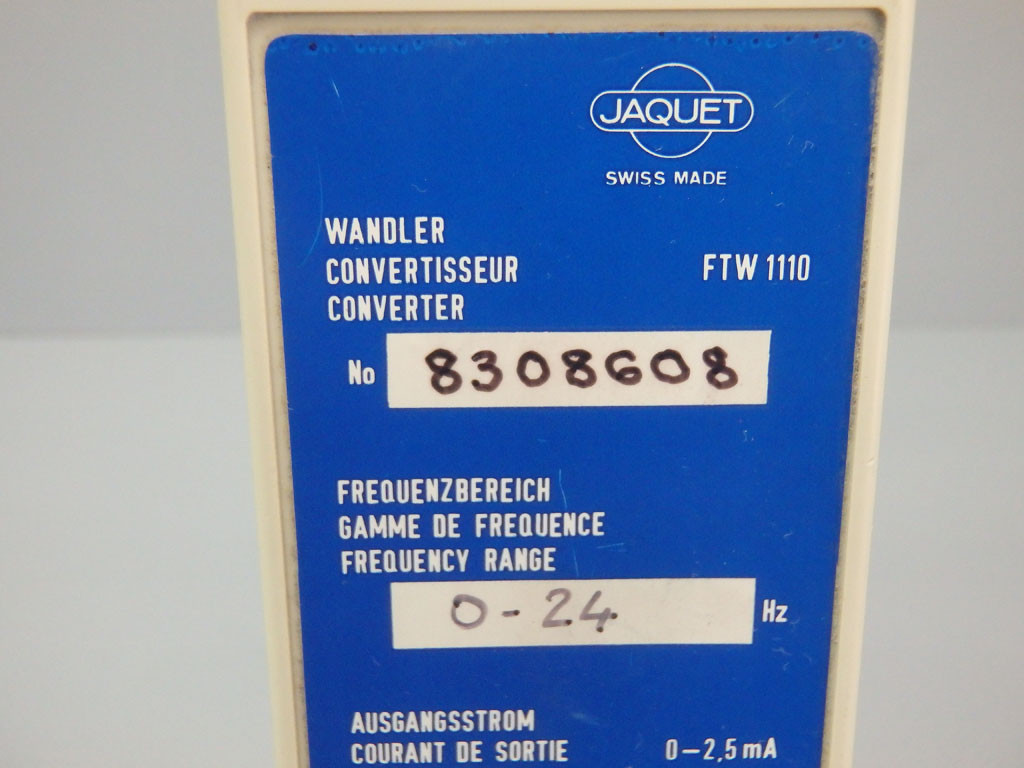 JAQUET
SWISS MADE
WANDLER
CONVERTISSEUR FTW 1110
CONVERTER
No 8308608
FREQUENZBEREICH
GAMME DE FREQUENCE
FREQUENCY RANGE
0-24 Hz
AUSGANGSSTROM
COURANT DE SORTIE 0–2,5 mA